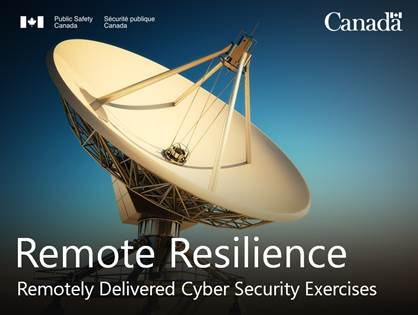 Public Safety
Canada
Sécurité publique
Canada
Canada
Remote Resilience
Remotely Delivered Cyber Security Exercises